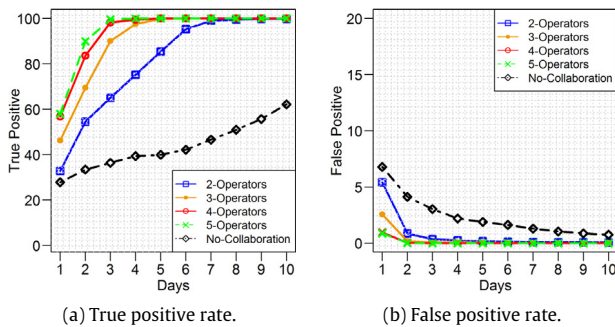 100
80
60
40
20
0
True Positive
2-Operators
3-Operators
4-Operators
5-Operators
No-Collaboration
1 2 3 4 5 6 7 8 9 10
Days
(a) True positive rate.
20
15
10
5
0
False Positive
2-Operators
3-Operators
4-Operators
5-Operators
No-Collaboration
1 2 3 4 5 6 7 8 9 10
Days
(b) False positive rate.